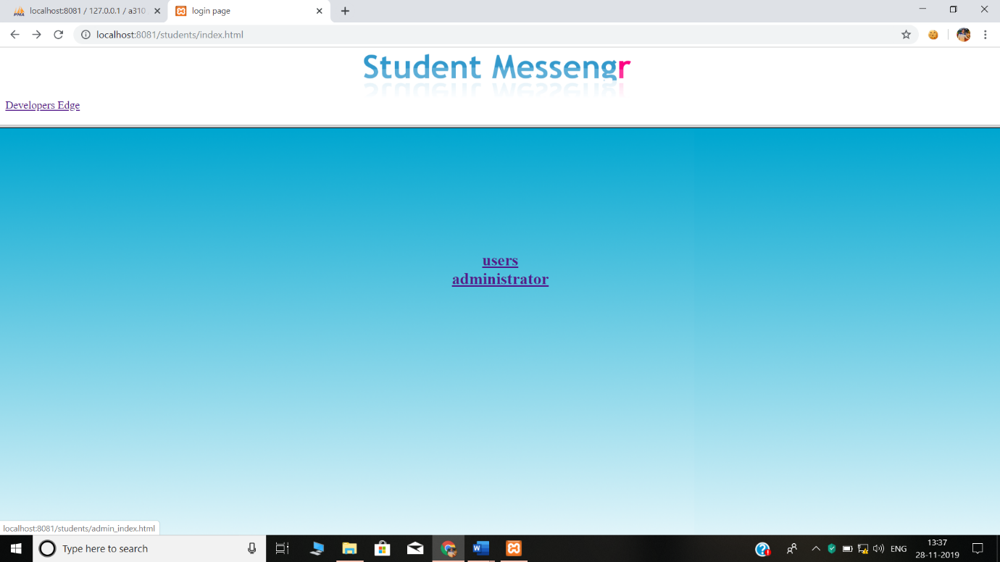 PMA
localhost:8081 / 127.0.0.1 / a310
login page
localhost:8081/students/index.html
Student Messengr
Developers Edge
users
administrator
localhost:8081/students/admin_index.html
Type here to search
W
ENG
13:37
28-11-2019